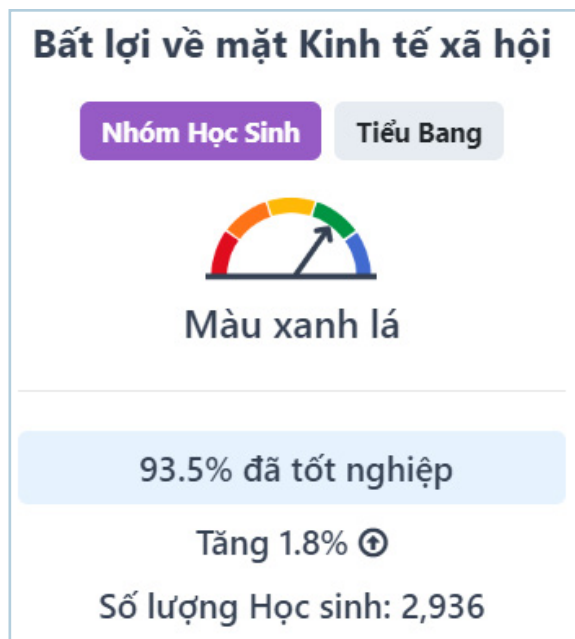 Bất lợi về mặt Kinh tế xã hội
Nhóm Học Sinh
Tiểu Bang
Màu xanh lá
93.5% đã tốt nghiệp
Tăng 1.8%
Số lượng Học sinh: 2,936